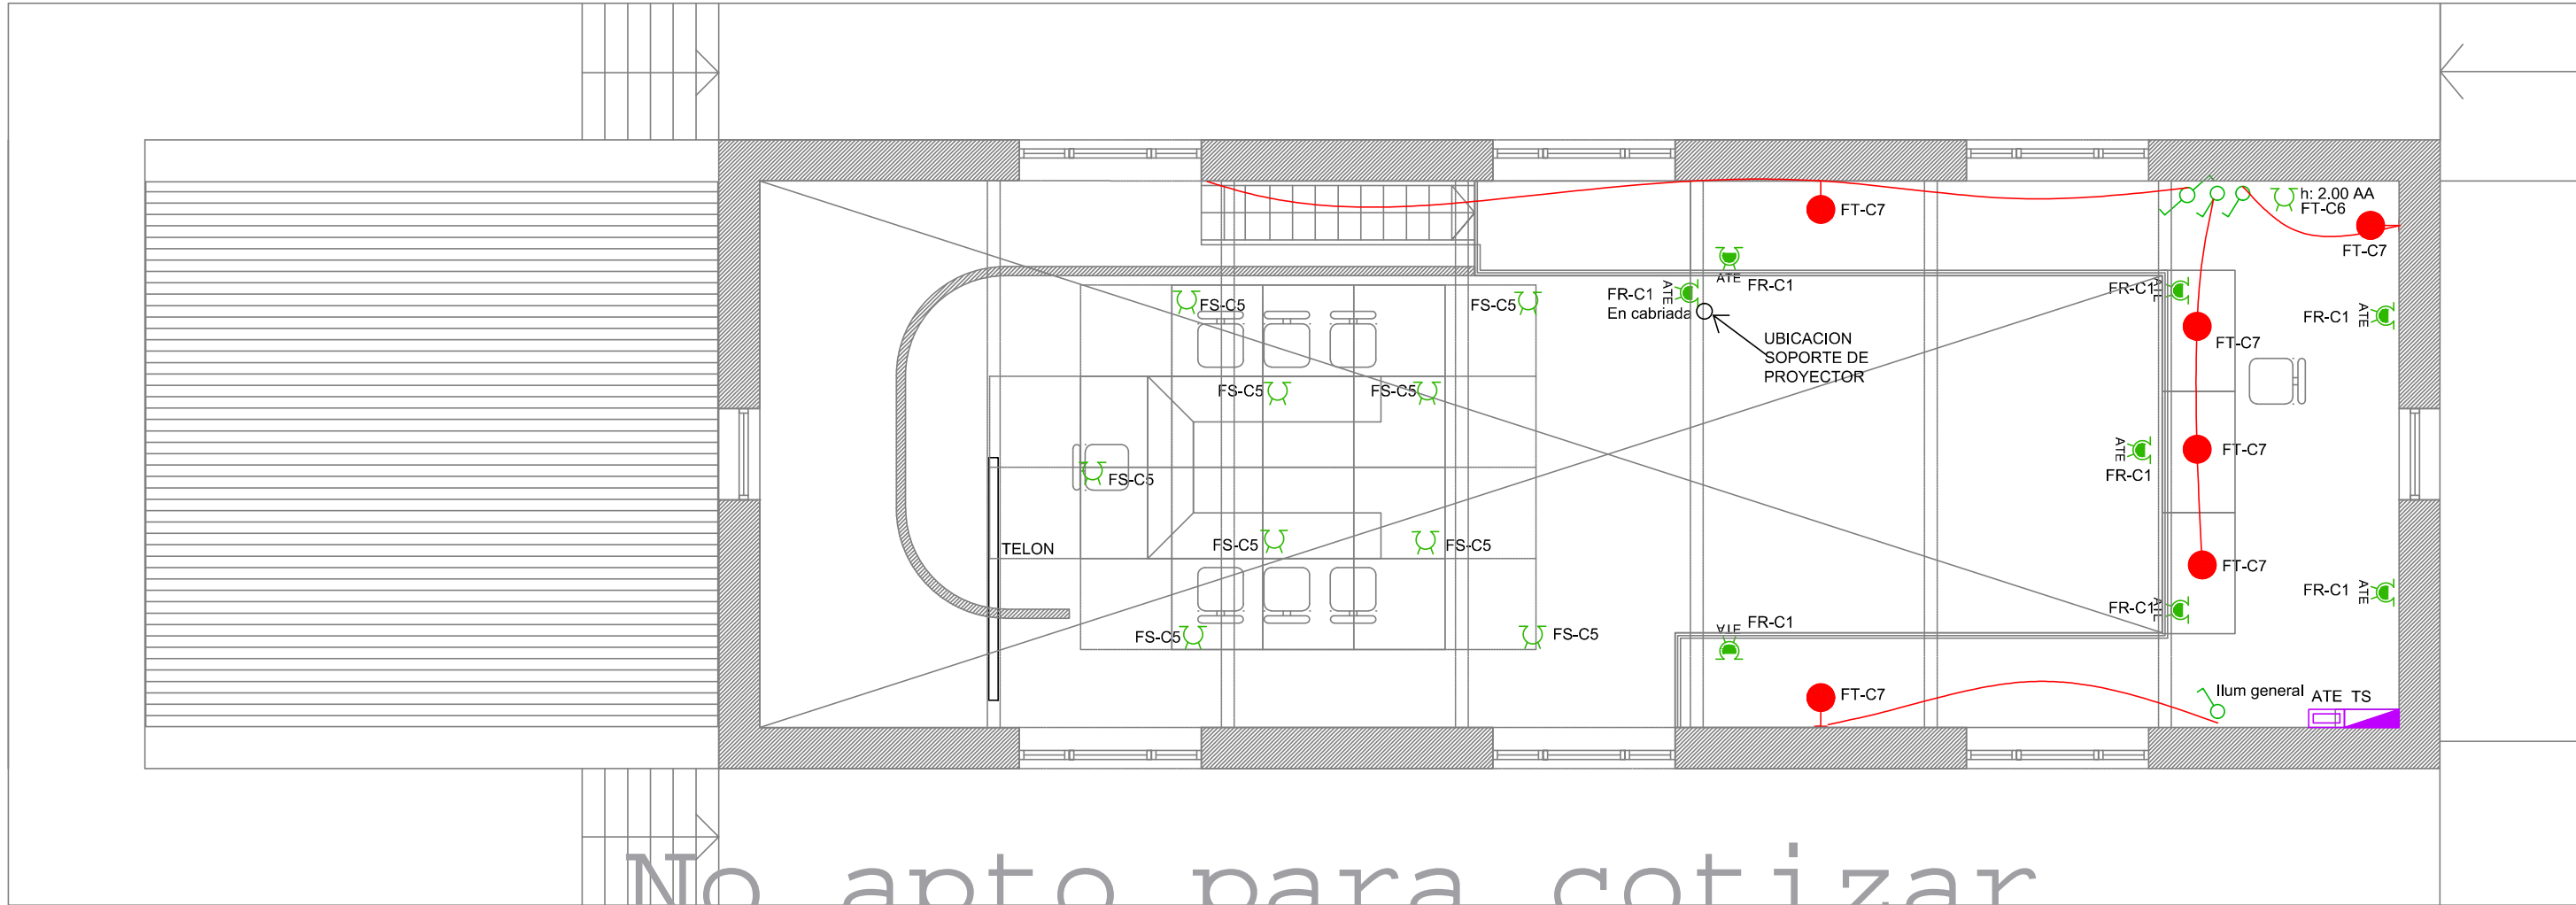 h: 2.00 AA
FT-C6
FT-C7
FT-C7
ATE
FR-C1
FR-C1
ATE
En cabriada
FS-C5
FS-C5
FR-C1
ATE
FR-C1
ATE
UBICACION
SOPORTE DE
PROYECTOR
FT-C7
FS-C5
FS-C5
ATE
FR-C1
FT-C7
FS-C5
TELON
FS-C5
FS-C5
FT-C7
FR-C1
ATE
FR-C1
ATE
FS-C5
FS-C5
ATE
FR-C1
FT-C7
Ilum general
ATE TS
No apto para cotizar